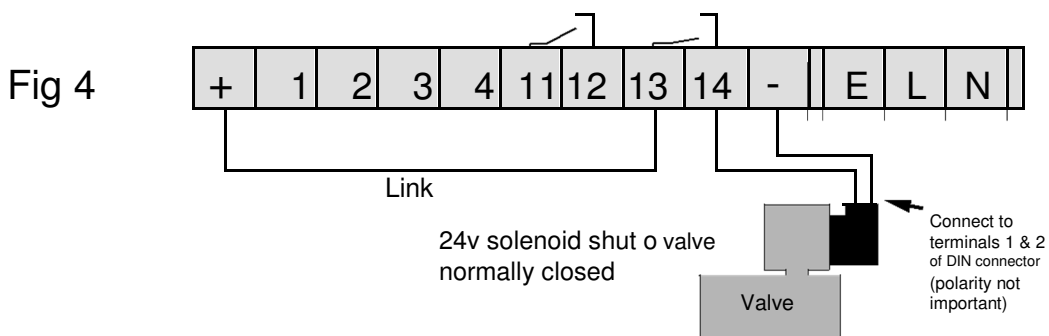 Fig 4
+ 1 2 3 4 11 12 13 14 - E L N
Link
24v solenoid shut o valve
normally closed
Valve
Connect to
terminals 1 & 2
of DIN connector
(polarity not
important)